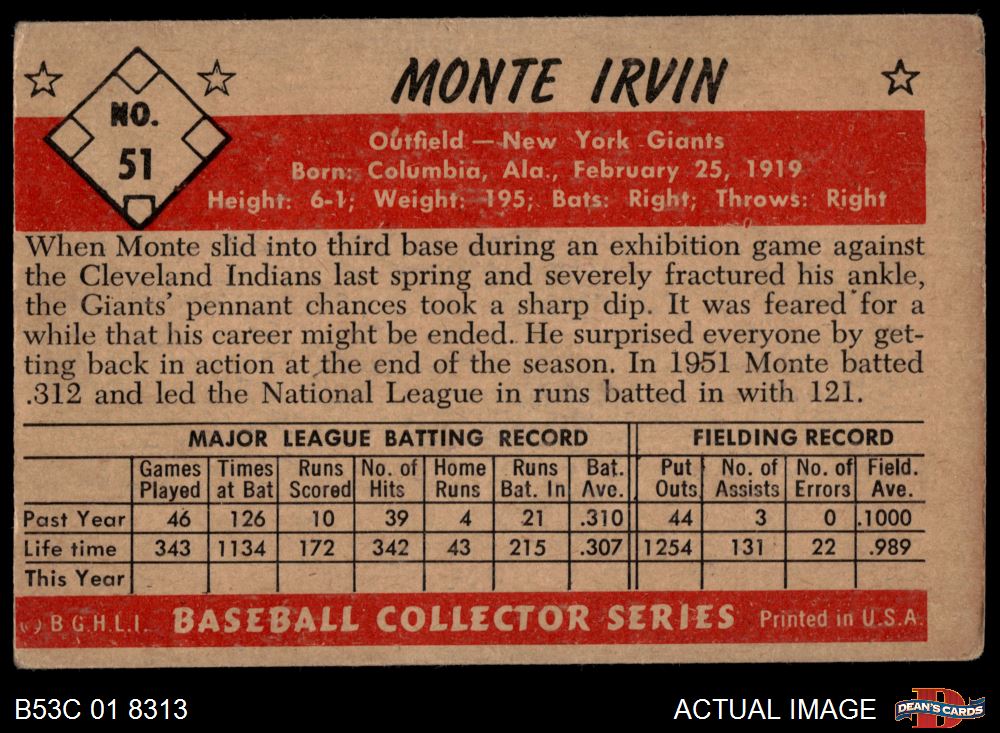 MONTE IRVIN
NO.
51
Outfield — New York Giants
Born: Columbia, Ala., February 25, 1919
Height: 6-1; Weight: 195; Bats: Right; Throws: Right
When Monte slid into third base during an exhibition game against
the Cleveland Indians last spring and severely fractured his ankle,
the Giants' pennant chances took a sharp dip. It was feared for a
while that his career might be ended. He surprised everyone by get-
ting back in action at the end of the season. In 1951 Monte batted
.312 and led the National League in runs batted in with 121.
MAJOR LEAGUE BATTING RECORD FIELDING RECORD
Games Times Runs No. of Home Runs Bat. Put No. of No. of Field.
Played at Bat Scored Hits Runs Bat. In Ave. Outs Assists Errors Ave.
Past Year 46 126 10 39 4 21 .310 44 3 0 .1000
Life time 343 1134 172 342 43 215 .307 1254 131 22 .989
This Year
B.G.H.L.I. BASEBALL COLLECTOR SERIES Printed in U.S.A.
B53C 01 8313 ACTUAL IMAGE D DEAN'S CARDS